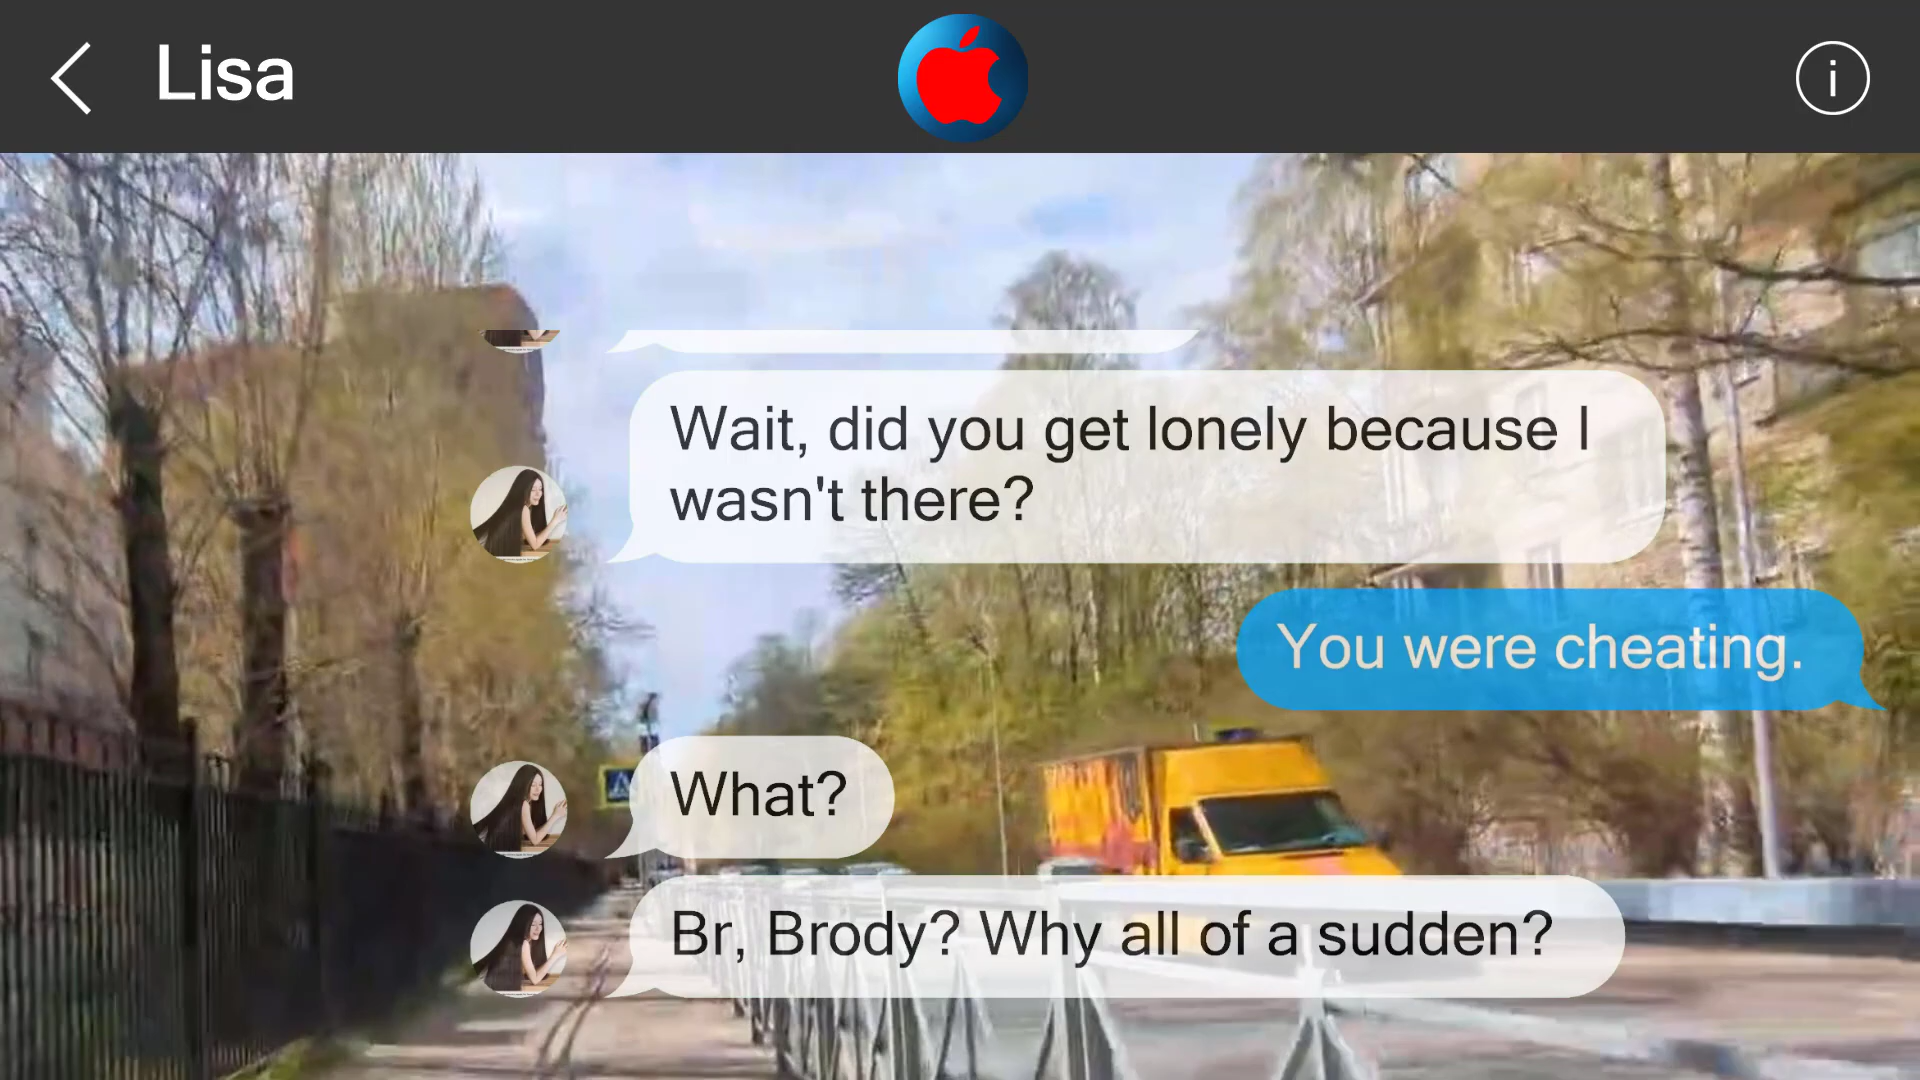 Lisa
i
Wait, did you get lonely because I
wasn't there?
You were cheating.
What?
Br, Brody? Why all of a sudden?